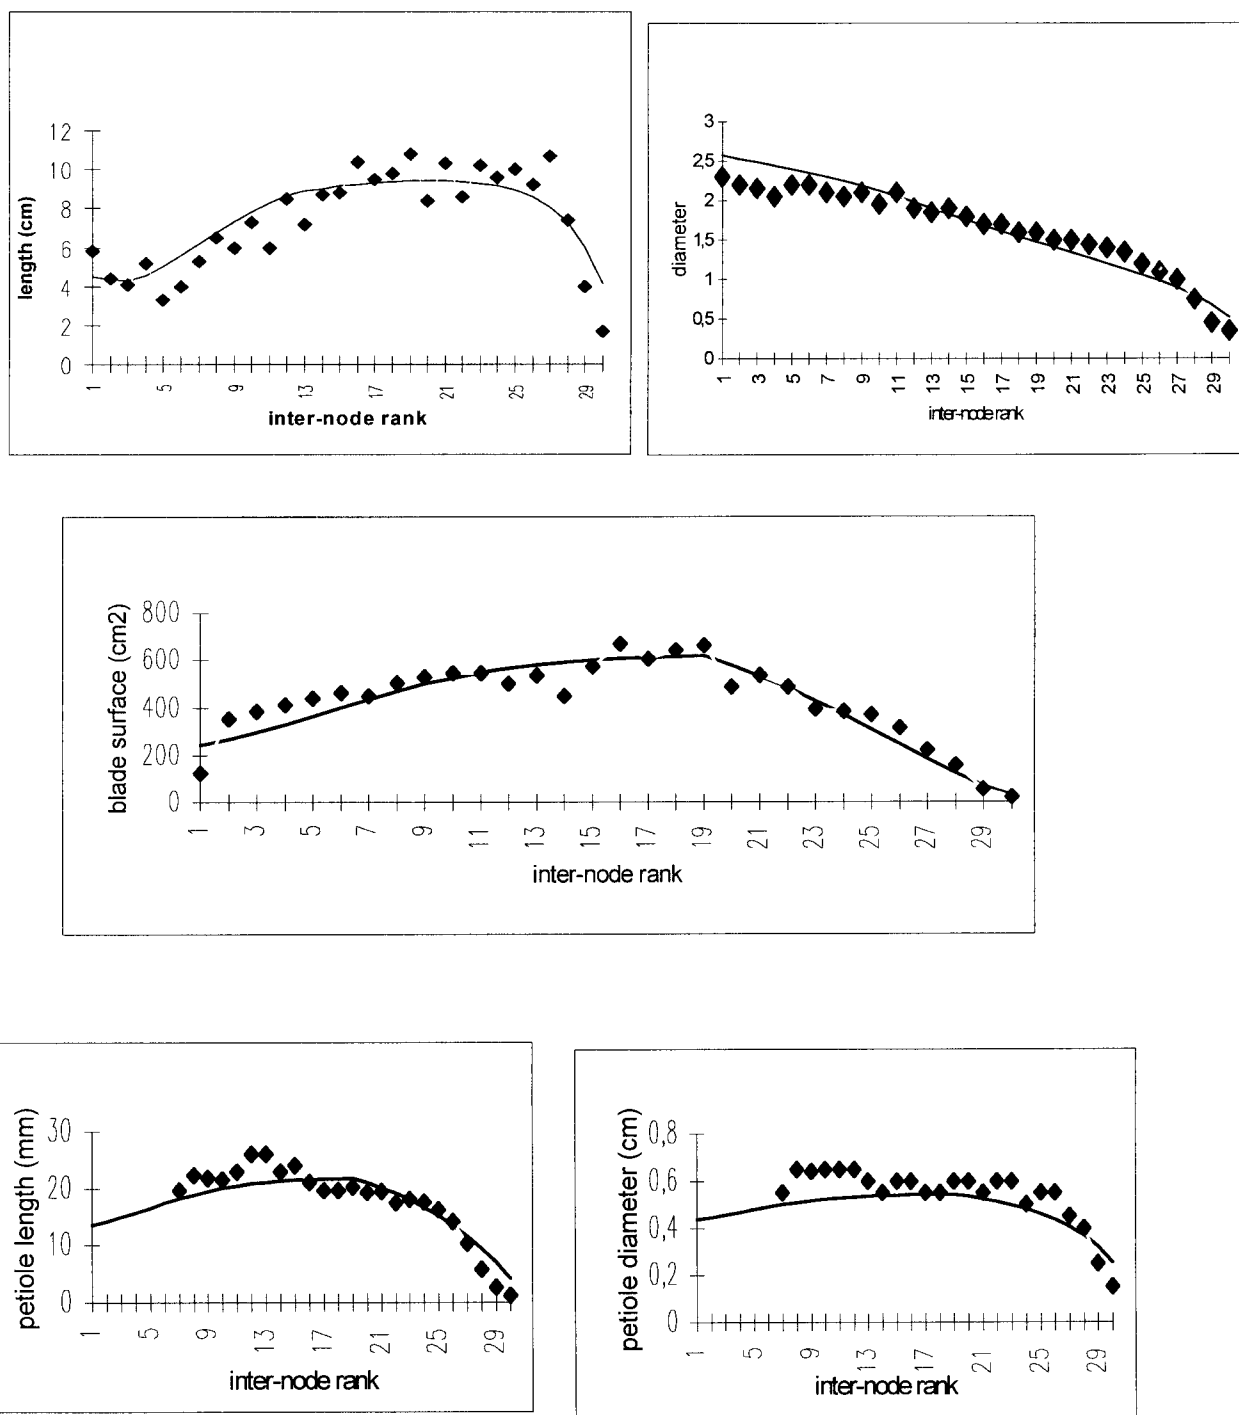 length (cm)
12
10
8
6
4
2
0
1 5 9 13 17 21 25 29
inter-node rank
diameter
3
2,5
2
1,5
1
0,5
0
1 3 5 7 9 11 13 15 17 19 21 23 25 27 29
inter-node rank
blade surface (cm2)
800
600
400
200
0
1 3 5 7 9 11 13 15 17 19 21 23 25 27 29
inter-node rank
petiole length (mm)
30
20
10
0
1 5 9 13 17 21 25 29
inter-node rank
petiole diameter (cm)
0,8
0,6
0,4
0,2
0
1 5 9 13 17 21 25 29
inter-node rank